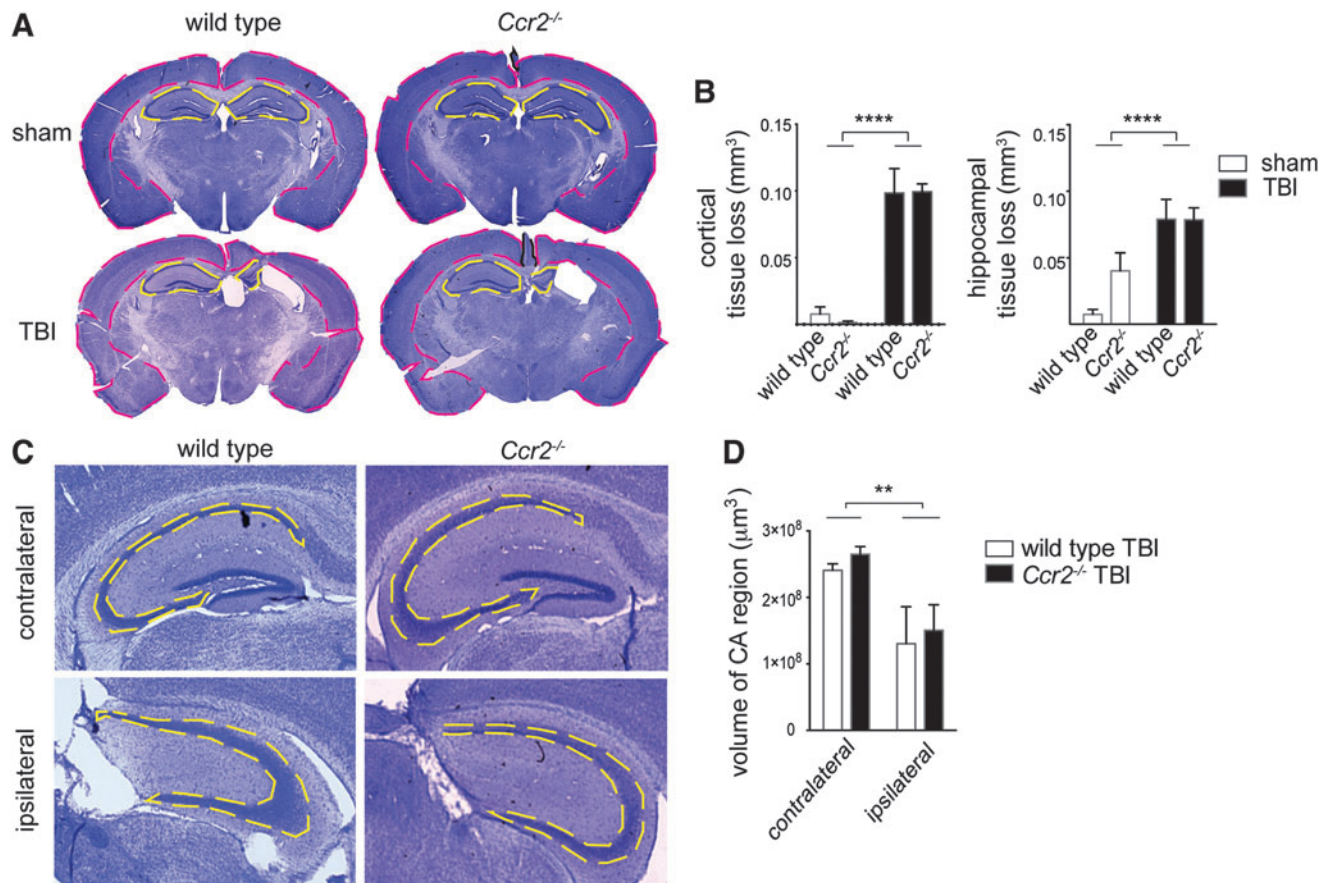 A
wild type
Ccr2-/-
sham
TBI
B
cortical
tissue loss (mm3)
0.15
0.10
0.05
****
wild type
Ccr2-/-
wild type
Ccr2-/-
hippocampal
tissue loss (mm3)
0.15
0.10
0.05
****
wild type
Ccr2-/-
wild type
Ccr2-/-
sham
TBI
C
wild type
Ccr2-/-
contralateral
ipsilateral
D
volume of CA region (μm3)
3×108
2×108
1×108
0
**
contralateral
ipsilateral
wild type TBI
Ccr2-/- TBI